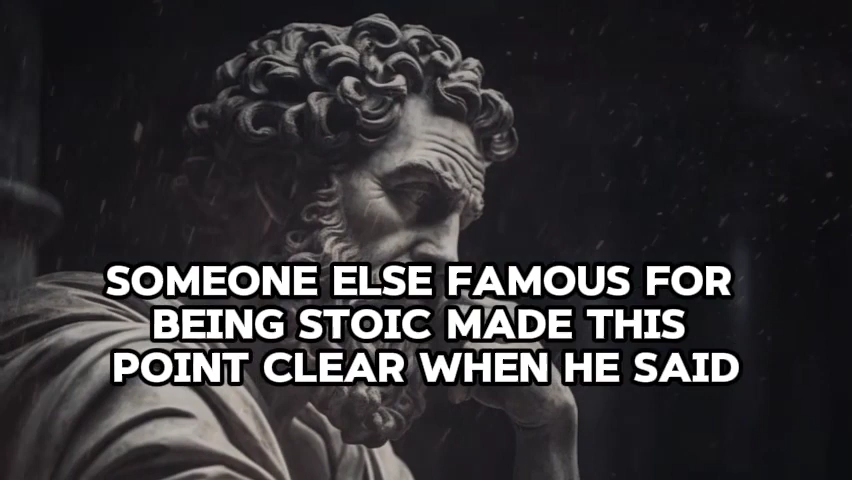 SOMEONE ELSE FAMOUS FOR
BEING STOIC MADE THIS
POINT CLEAR WHEN HE SAID